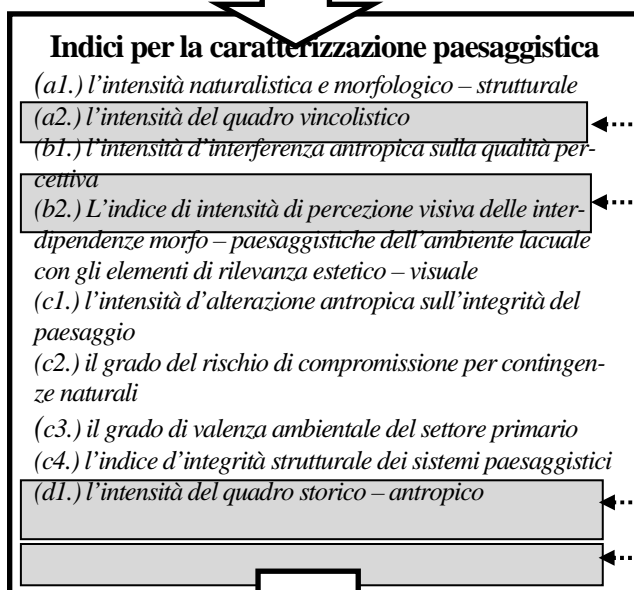 Indici per la caratterizzazione paesaggistica
(a1.) l'intensità naturalistica e morfologico – strutturale
(a2.) l'intensità del quadro vincolistico
(b1.) l'intensità d'interferenza antropica sulla qualità per-
cettiva
(b2.) L'indice di intensità di percezione visiva delle inter-
dipendenze morfo – paesaggistiche dell'ambiente lacuale
con gli elementi di rilevanza estetico – visuale
(c1.) l'intensità d'alterazione antropica sull'integrità del
paesaggio
(c2.) il grado del rischio di compromissione per contingen-
ze naturali
(c3.) il grado di valenza ambientale del settore primario
(c4.) l'indice d'integrità strutturale dei sistemi paesaggistici
(d1.) l'intensità del quadro storico – antropico